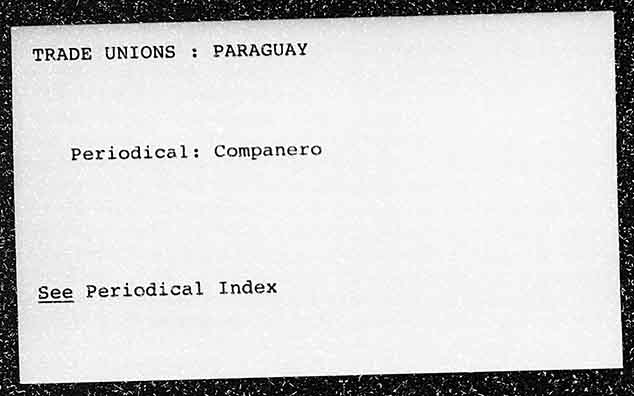 TRADE UNIONS : PARAGUAY
Periodical: Companero
See Periodical Index